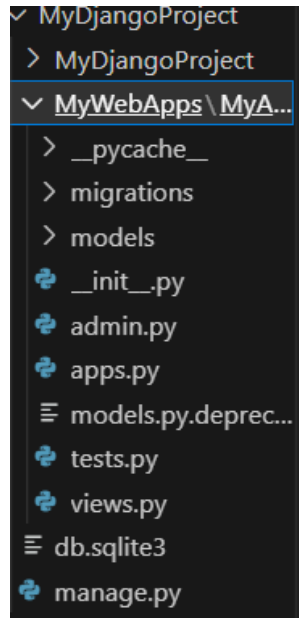 MyDjangoProject
MyDjangoProject
MyWebApps\MyA...
__pycache__
migrations
models
__init__.py
admin.py
apps.py
models.py.deprec...
tests.py
views.py
db.sqlite3
manage.py